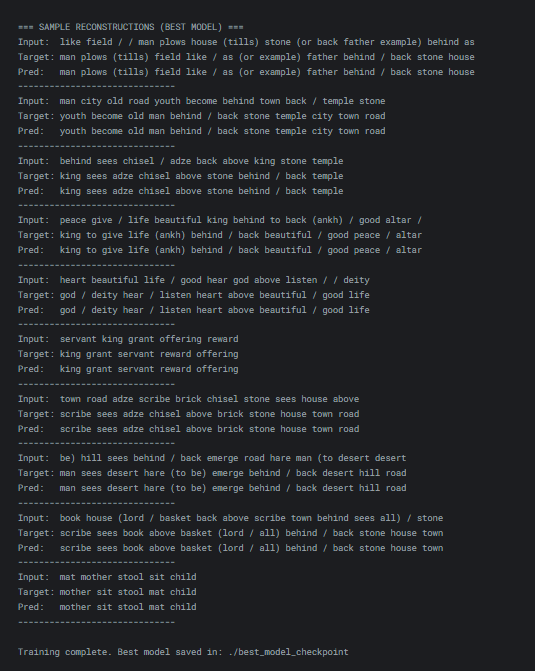 === SAMPLE RECONSTRUCTIONS (BEST MODEL) ===
Input:  like field / / man plows house (tills) stone (or back father example) behind as
Target: man plows (tills) field like / as (or example) father behind / back stone house
Pred:   man plows (tills) field like / as (or example) father behind / back stone house
------------------------------
Input:  man city old road youth become behind town back / temple stone
Target: youth become old man behind / back stone temple city town road
Pred:   youth become old man behind / back stone temple city town road
------------------------------
Input:  behind sees chisel / adze back above king stone temple
Target: king sees adze chisel above stone behind / back temple
Pred:   king sees adze chisel above stone behind / back temple
------------------------------
Input:  peace give / life beautiful king behind to back (ankh) / good altar /
Target: king to give life (ankh) behind / back beautiful / good peace / altar
Pred:   king to give life (ankh) behind / back beautiful / good peace / altar
------------------------------
Input:  heart beautiful life / good hear god above listen / / deity
Target: god / deity hear / listen heart above beautiful / good life
Pred:   god / deity hear / listen heart above beautiful / good life
------------------------------
Input:  servant king grant offering reward
Target: king grant servant reward offering
Pred:   king grant servant reward offering
------------------------------
Input:  town road adze scribe brick chisel stone sees house above
Target: scribe sees adze chisel above brick stone house town road
Pred:   scribe sees adze chisel above brick stone house town road
------------------------------
Input:  be) hill sees behind / back emerge road hare man (to desert desert
Target: man sees desert hare (to be) emerge behind / back desert hill road
Pred:   man sees desert hare (to be) emerge behind / back desert hill road
------------------------------
Input:  book house (lord / basket back above scribe town behind sees all) / stone
Target: scribe sees book above basket (lord / all) behind / back stone house town
Pred:   scribe sees book above basket (lord / all) behind / back stone house town
------------------------------
Input:  mat mother stool sit child
Target: mother sit stool mat child
Pred:   mother sit stool mat child
------------------------------
Training complete. Best model saved in: ./best_model_checkpoint